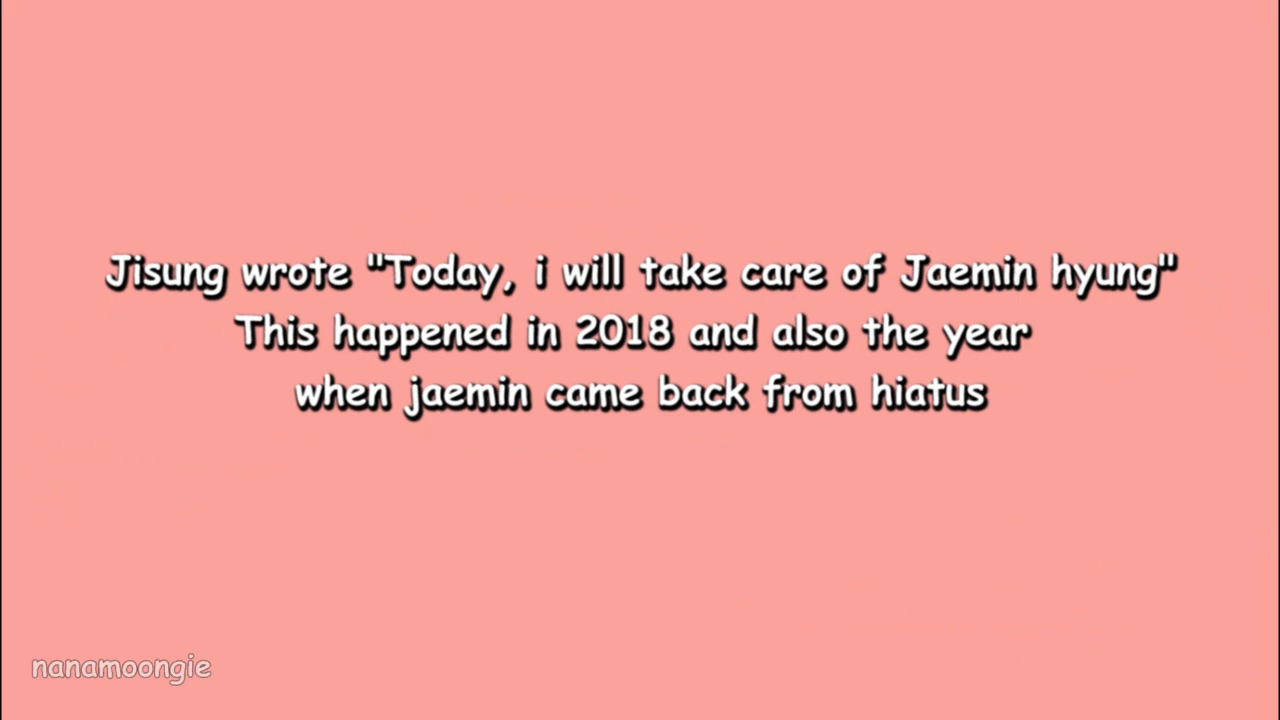 Jisung wrote "Today, i will take care of Jaemin hyung"
This happened in 2018 and also the year
when jaemin came back from hiatus
nanamoongie